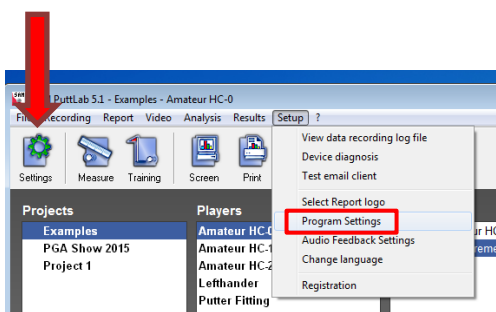 PuttLab 5.1 - Examples - Amateur HC-0
Recording Report Video Analysis Results Setup ?
Settings Measure Training Screen Print
View data recording log file
Device diagnosis
Test email client
Select Report logo
Program Settings
Audio Feedback Settings
Change language
Registration
Projects
Examples
PGA Show 2015
Project 1
Players
Amateur HC-0
Amateur HC-1
Amateur HC-2
Lefthander
Putter Fitting